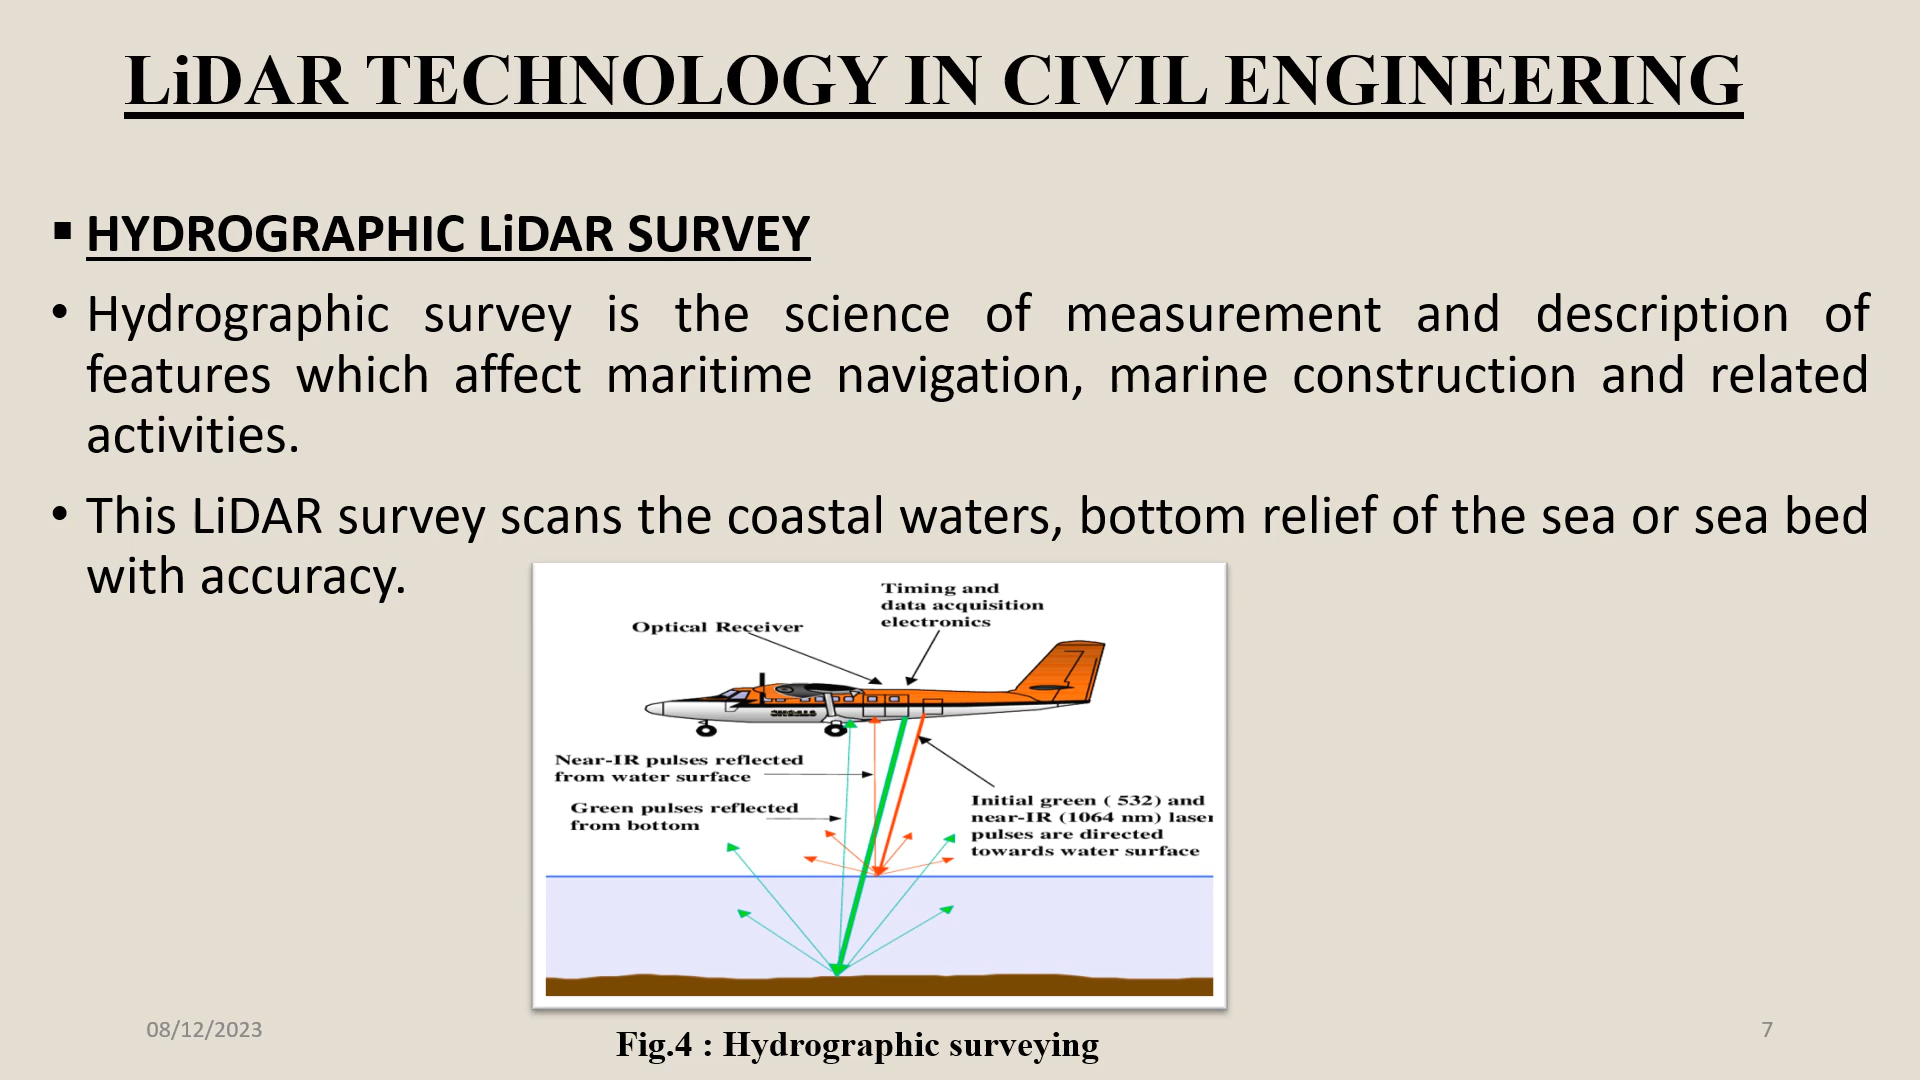 LiDAR TECHNOLOGY IN CIVIL ENGINEERING
▪ HYDROGRAPHIC LiDAR SURVEY
• Hydrographic survey is the science of measurement and description of
features which affect maritime navigation, marine construction and related
activities.
• This LiDAR survey scans the coastal waters, bottom relief of the sea or sea bed
with accuracy.
Timing and
data acquisition
electronics
Optical Receiver
Near-IR pulses reflected
from water surface
Green pulses reflected
from bottom
Initial green ( 532) and
near-IR (1064 nm) laser
pulses are directed
towards water surface
08/12/2023
Fig.4 : Hydrographic surveying
7